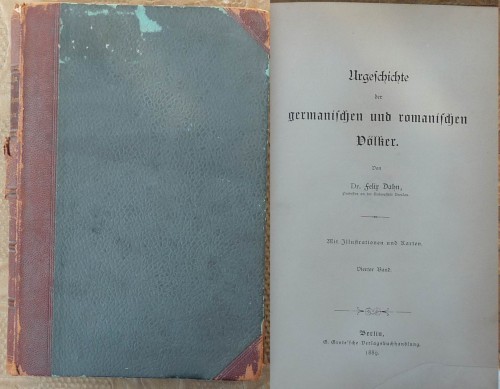 Urgeschichte
der
germanischen und romanischen
Völker.
Von
Dr. Felix Dahn,
Mit Illustrationen und Karten.
Vierter Band.
Berlin,
G. Grote'sche Verlagsbuchhandlung.
1889.